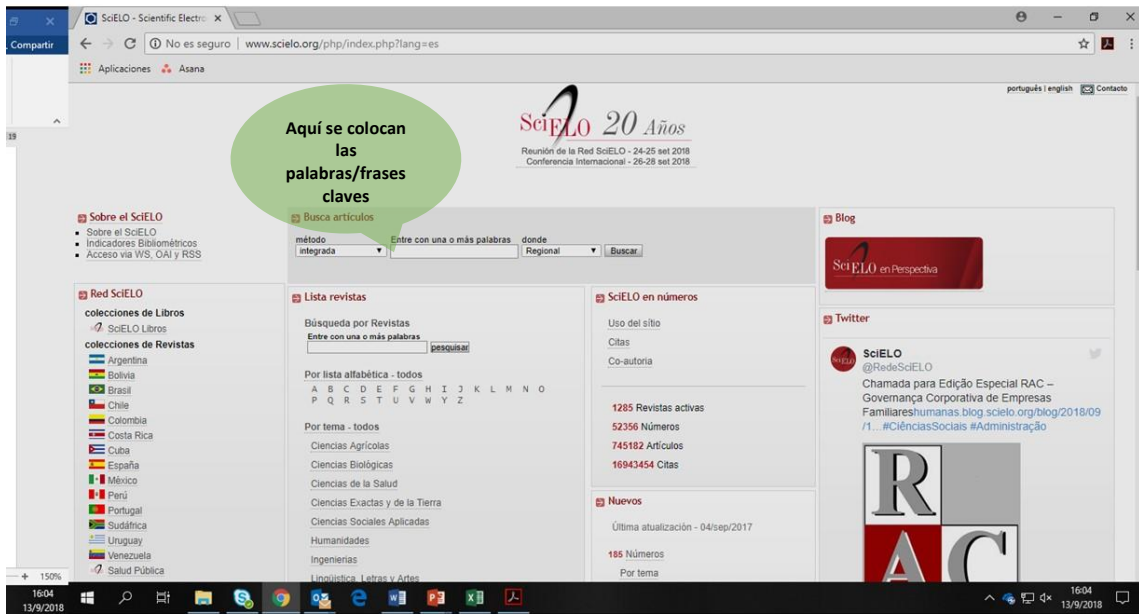 SciELO - Scientific Electro
. Compartir
No es seguro | www.scielo.org/php/index.php?lang=es
Aplicaciones
Asana
português | english
Contacto
19
Aquí se colocan
las
palabras/frases
claves
SciELO 20 Años
Reunión de la Red SciELO - 24-25 set 2018
Conferencia Internacional - 26-28 set 2018
Sobre el SciELO
Sobre el SciELO
Indicadores Bibliométricos
Acceso via WS, OAI y RSS
Busca artículos
método
Entre con una o más palabras
donde
integrada
Regional
Buscar
Blog
SciELO en Perspectiva
Red SciELO
colecciones de Libros
SciELO Libros
colecciones de Revistas
Argentina
Bolivia
Brasil
Chile
Colombia
Costa Rica
Cuba
España
México
Perú
Portugal
Sudáfrica
Uruguay
Venezuela
Salud Pública
Lista revistas
Búsqueda por Revistas
Entre con una o más palabras
pesquisar
Por lista alfabética - todos
A B C D E F G H I J K L M N O
P Q R S T U V W Y Z
Por tema - todos
Ciencias Agrícolas
Ciencias Biológicas
Ciencias de la Salud
Ciencias Exactas y de la Tierra
Ciencias Sociales Aplicadas
Humanidades
Ingenierias
Lingüística, Letras y Artes
SciELO en números
Uso del sítio
Citas
Co-autoria
1285 Revistas activas
52356 Números
745182 Artículos
16943454 Citas
Nuevos
Última atualización - 04/sep/2017
185 Números
Por tema
Twitter
SciELO
SciELO
@RedeSciELO
Chamada para Edição Especial RAC –
Governança Corporativa de Empresas
Familiareshumanas.blog.scielo.org/blog/2018/09
/1... #CiênciasSociais #Administração
R
AC
150%
16:04
13/9/2018
16:04
13/9/2018